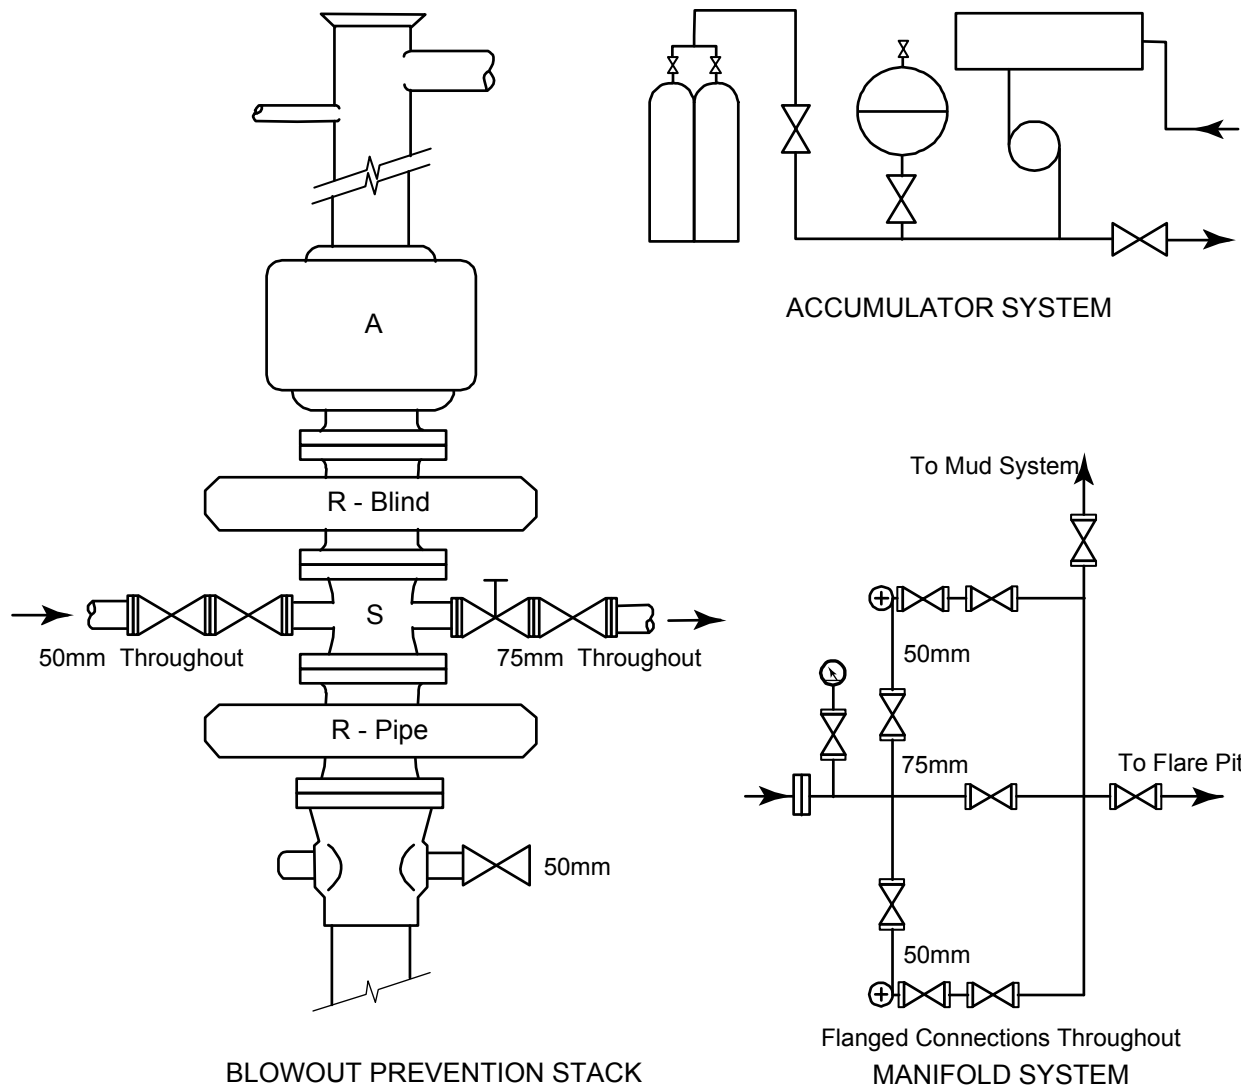 A
R - Blind
S
50mm Throughout
75mm Throughout
R - Pipe
50mm
BLOWOUT PREVENTION STACK
ACCUMULATOR SYSTEM
To Mud System
50mm
75mm
To Flare Pit
50mm
Flanged Connections Throughout
MANIFOLD SYSTEM